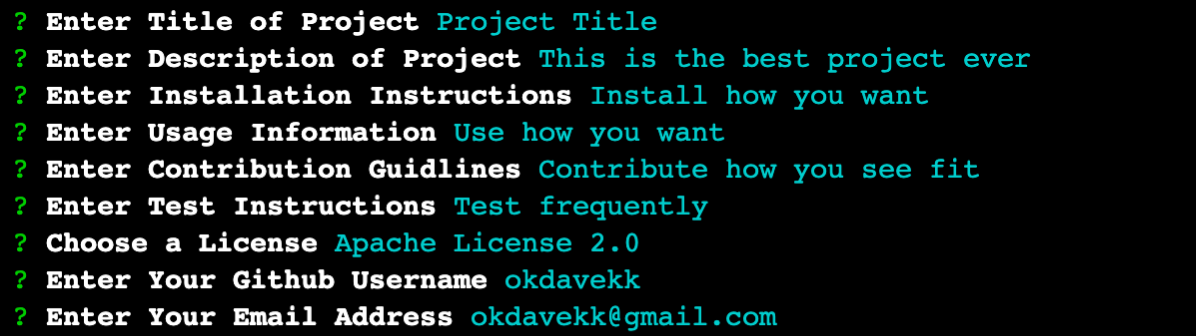 ? Enter Title of Project Project Title
? Enter Description of Project This is the best project ever
? Enter Installation Instructions Install how you want
? Enter Usage Information Use how you want
? Enter Contribution Guidlines Contribute how you see fit
? Enter Test Instructions Test frequently
? Choose a License Apache License 2.0
? Enter Your Github Username okdavekk
? Enter Your Email Address okdavekk@gmail.com